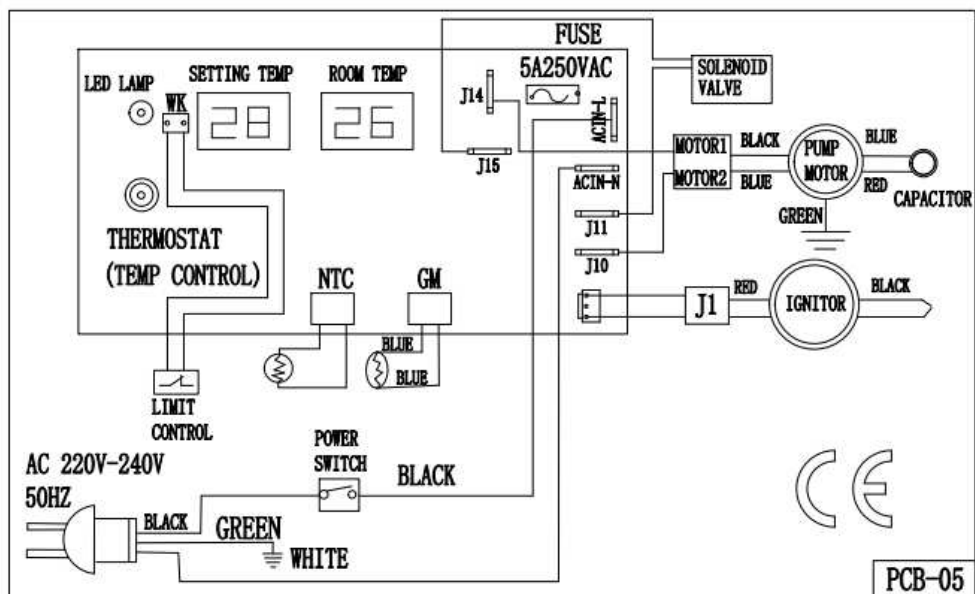 FUSE
5A250VAC
SETTING TEMP
ROOM TEMP
LED LAMP
WK
28
26
J14
ACIN-L
SOLENOID
VALVE
J15
ACIN-N
MOTOR1
MOTOR2
BLACK
BLUE
PUMP
MOTOR
BLUE
RED
CAPACITOR
GREEN
J11
J10
THERMOSTAT
(TEMP CONTROL)
NTC
GM
BLUE
BLUE
J1
RED
IGNITOR
BLACK
LIMIT
CONTROL
POWER
SWITCH
BLACK
AC 220V-240V
50HZ
BLACK
GREEN
WHITE
CE
PCB-05